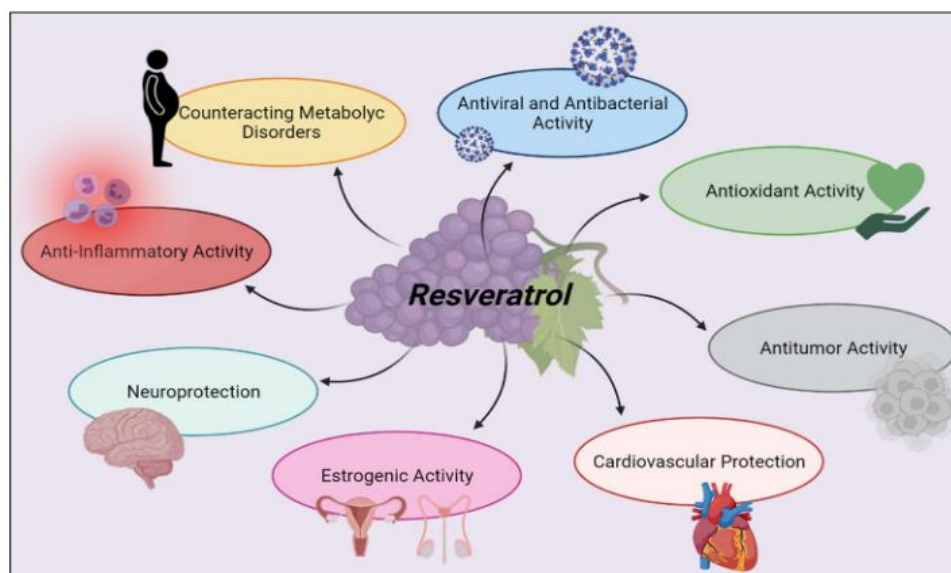 Counteracting Metabolyc
Disorders
Antiviral and Antibacterial
Activity
Antioxidant Activity
Anti-Inflammatory Activity
Resveratrol
Antitumor Activity
Neuroprotection
Cardiovascular Protection
Estrogenic Activity